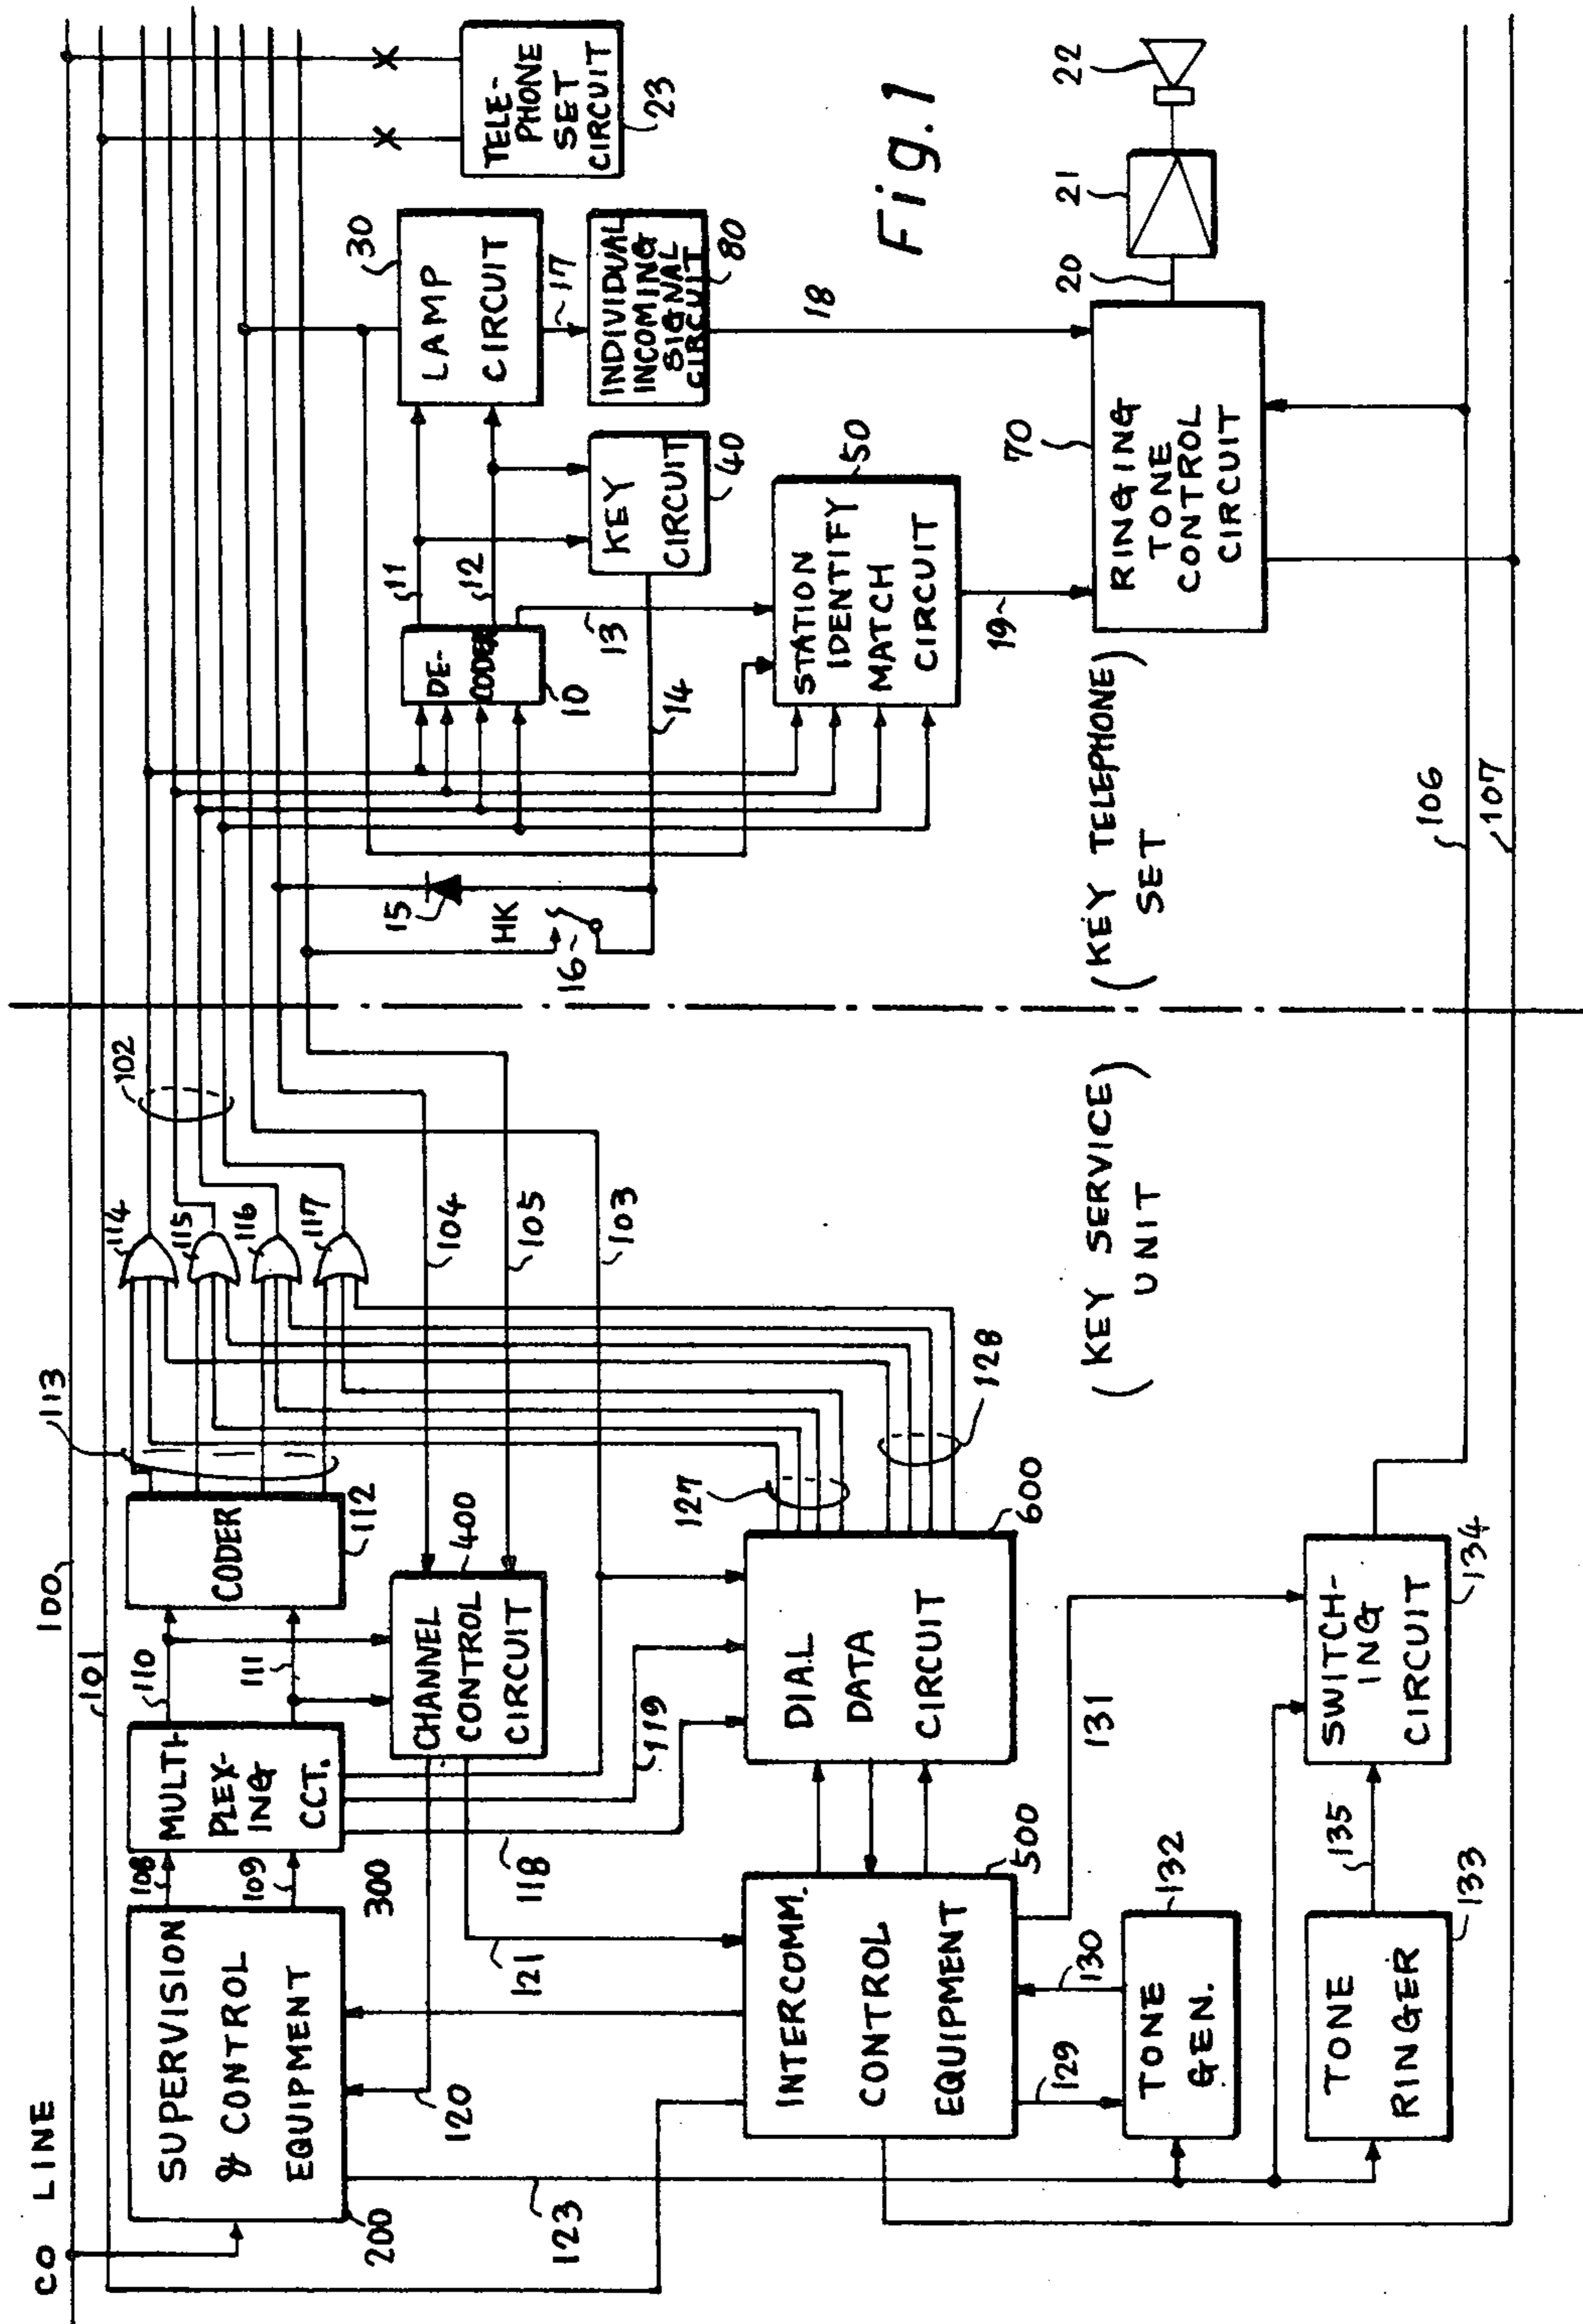 Fig.1
CO LINE
100
101
SUPERVISION
& CONTROL
EQUIPMENT
200
108
109
MULTI-
PLEX-
ING
CCT.
300
110
111
CODER
112
113
114
115
116
117
102
CHANNEL
CONTROL
CIRCUIT
400
104
105
103
118
119
120
121
123
INTERCOMM.
CONTROL
EQUIPMENT
500
DIAL
DATA
CIRCUIT
600
127
128
129
130
131
TONE
GEN.
132
TONE
RINGER
133
135
SWITCH-
ING
CIRCUIT
134
(KEY SERVICE)
UNIT
(KEY TELEPHONE)
SET
106
107
15
HK
16
DE-
CODER
10
11
12
13
14
LAMP
CIRCUIT
30
17
KEY
CIRCUIT
40
INDIVIDUAL
INCOMING
SIGNAL
CIRCUIT
80
18
STATION
IDENTIFY
MATCH
CIRCUIT
50
19
RINGING
TONE
CONTROL
CIRCUIT
70
20
21
22
TELE-
PHONE
SET
CIRCUIT
23